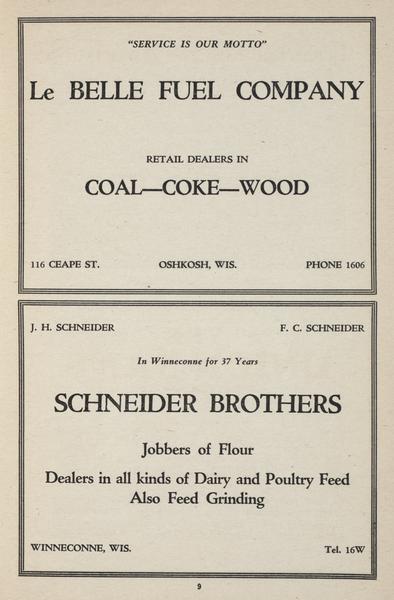 "SERVICE IS OUR MOTTO"
Le BELLE FUEL COMPANY
RETAIL DEALERS IN
COAL—COKE—WOOD
116 CEAPE ST. OSHKOSH, WIS. PHONE 1606
J. H. SCHNEIDER F. C. SCHNEIDER
In Winneconne for 37 Years
SCHNEIDER BROTHERS
Jobbers of Flour
Dealers in all kinds of Dairy and Poultry Feed
Also Feed Grinding
WINNECONNE, WIS. Tel. 16W
9